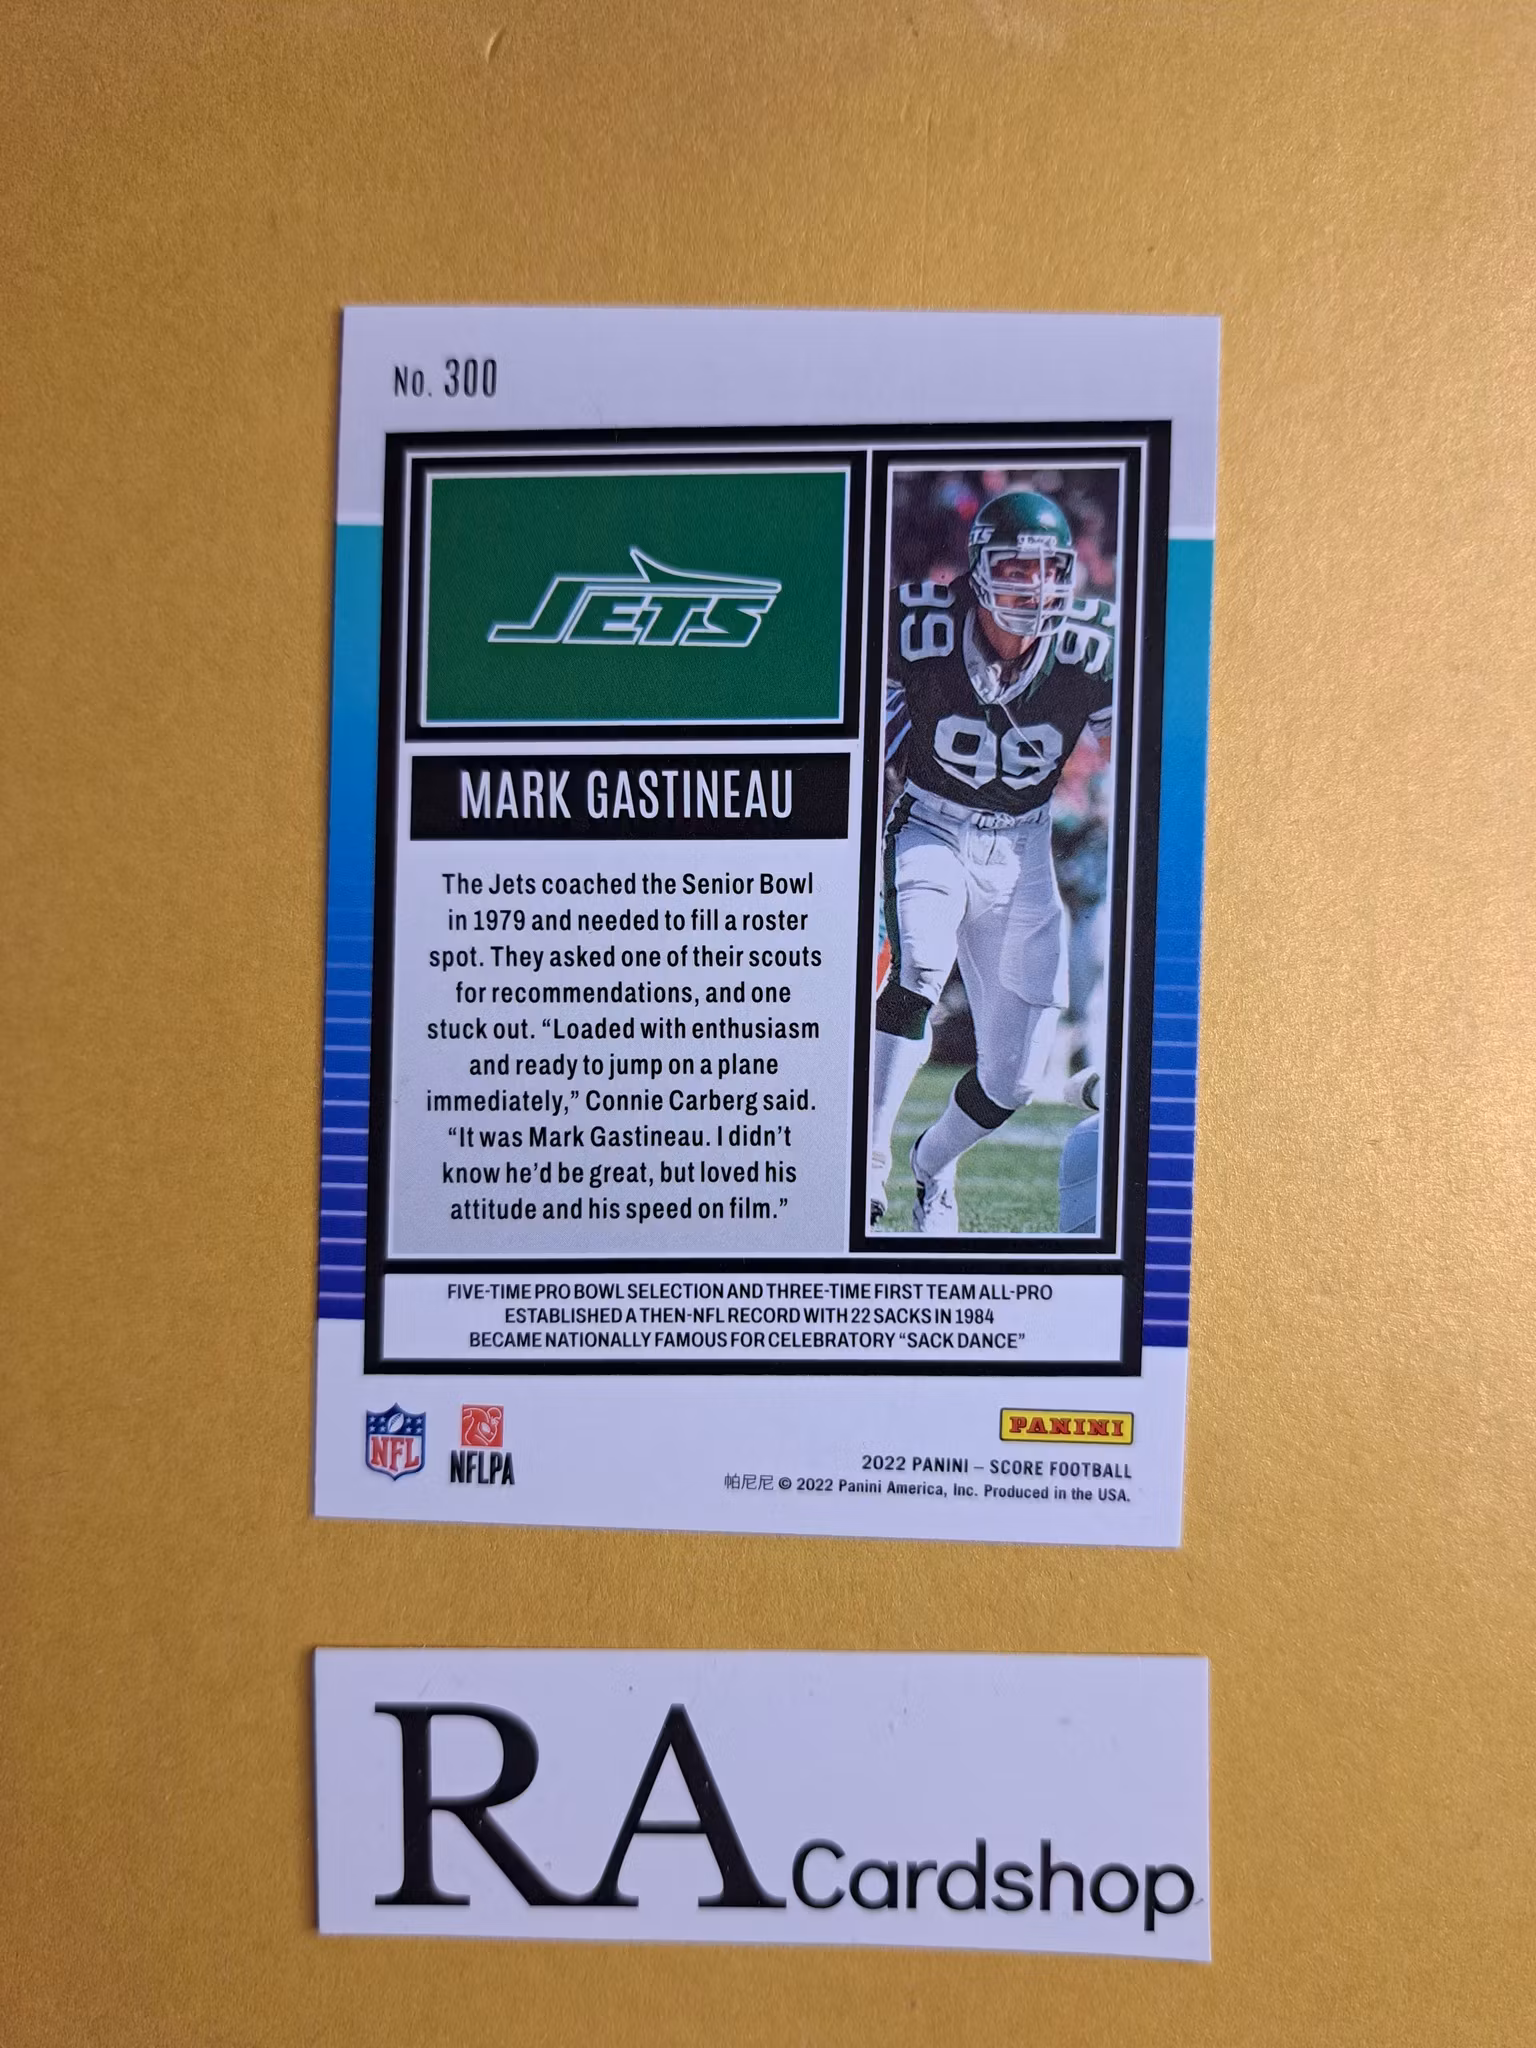 No. 300
JETS
MARK GASTINEAU
The Jets coached the Senior Bowl
in 1979 and needed to fill a roster
spot. They asked one of their scouts
for recommendations, and one
stuck out. “Loaded with enthusiasm
and ready to jump on a plane
immediately,” Connie Carberg said.
“It was Mark Gastineau. I didn’t
know he’d be great, but loved his
attitude and his speed on film.”
99
99
99
FIVE-TIME PRO BOWL SELECTION AND THREE-TIME FIRST TEAM ALL-PRO
ESTABLISHED A THEN-NFL RECORD WITH 22 SACKS IN 1984
BECAME NATIONALLY FAMOUS FOR CELEBRATORY “SACK DANCE”
NFL
NFLPA
PANINI
2022 PANINI – SCORE FOOTBALL
帕尼尼 © 2022 Panini America, Inc. Produced in the USA.
RA Cardshop